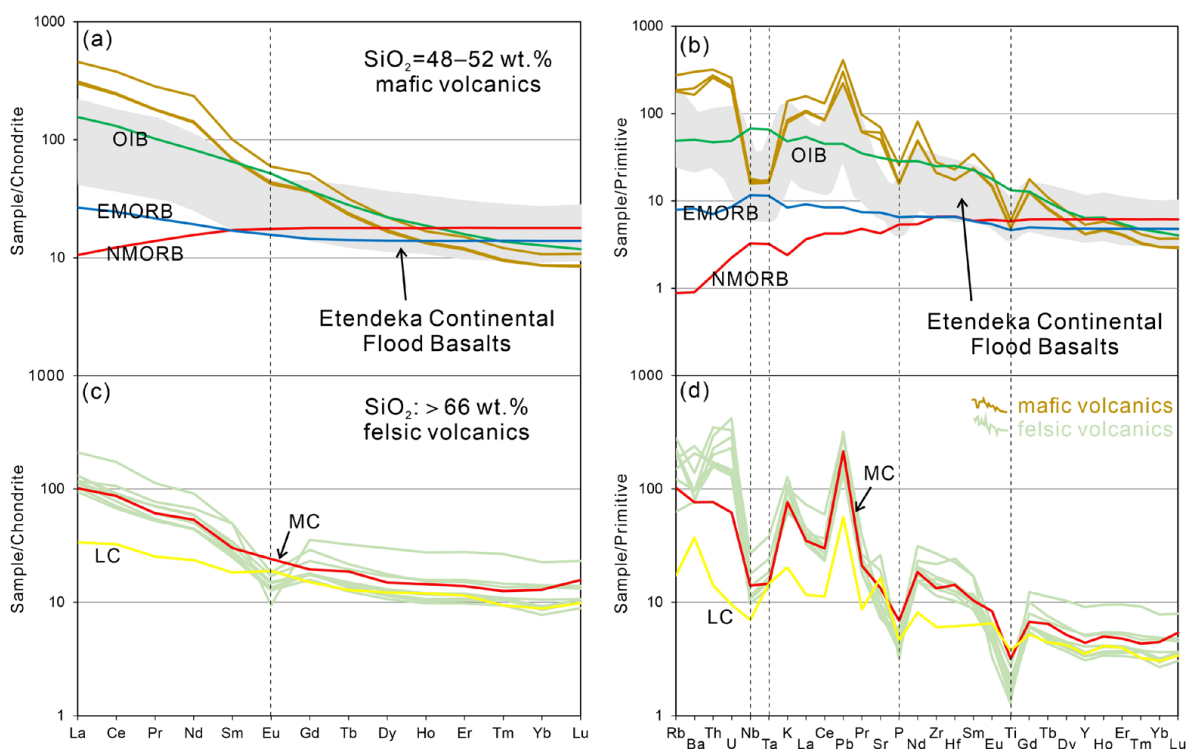 (a)
SiO₂=48–52 wt.%
mafic volcanics
OIB
EMORB
NMORB
Etendeka Continental
Flood Basalts
Sample/Chondrite
1000
100
10
(b)
OIB
EMORB
NMORB
Etendeka Continental
Flood Basalts
Sample/Primitive
1000
100
10
1
(c)
SiO₂: > 66 wt.%
felsic volcanics
MC
LC
Sample/Chondrite
1000
100
10
1
La Ce Pr Nd Sm Eu Gd Tb Dy Ho Er Tm Yb Lu
(d)
mafic volcanics
felsic volcanics
MC
LC
Sample/Primitive
1000
100
10
1
Rb Ba Th U Nb Ta K La Ce Pb Pr Sr P Nd Zr Hf Sm Eu Ti Gd Tb Dy Y Ho Er Tm Yb Lu